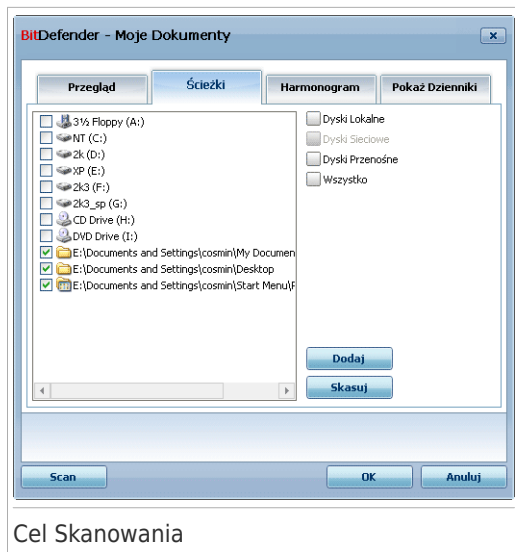 BitDefender - Moje Dokumenty
Przegląd
Ścieżki
Harmonogram
Pokaż Dzienniki
3½ Floppy (A:)
NT (C:)
2k (D:)
XP (E:)
2k3 (F:)
2k3_sp (G:)
CD Drive (H:)
DVD Drive (I:)
E:\Documents and Settings\cosmin\My Documen
E:\Documents and Settings\cosmin\Desktop
E:\Documents and Settings\cosmin\Start Menu\P
Dyski Lokalne
Dyski Sieciowe
Dyski Przenośne
Wszystko
Dodaj
Skasuj
Scan
OK
Anuluj
Cel Skanowania